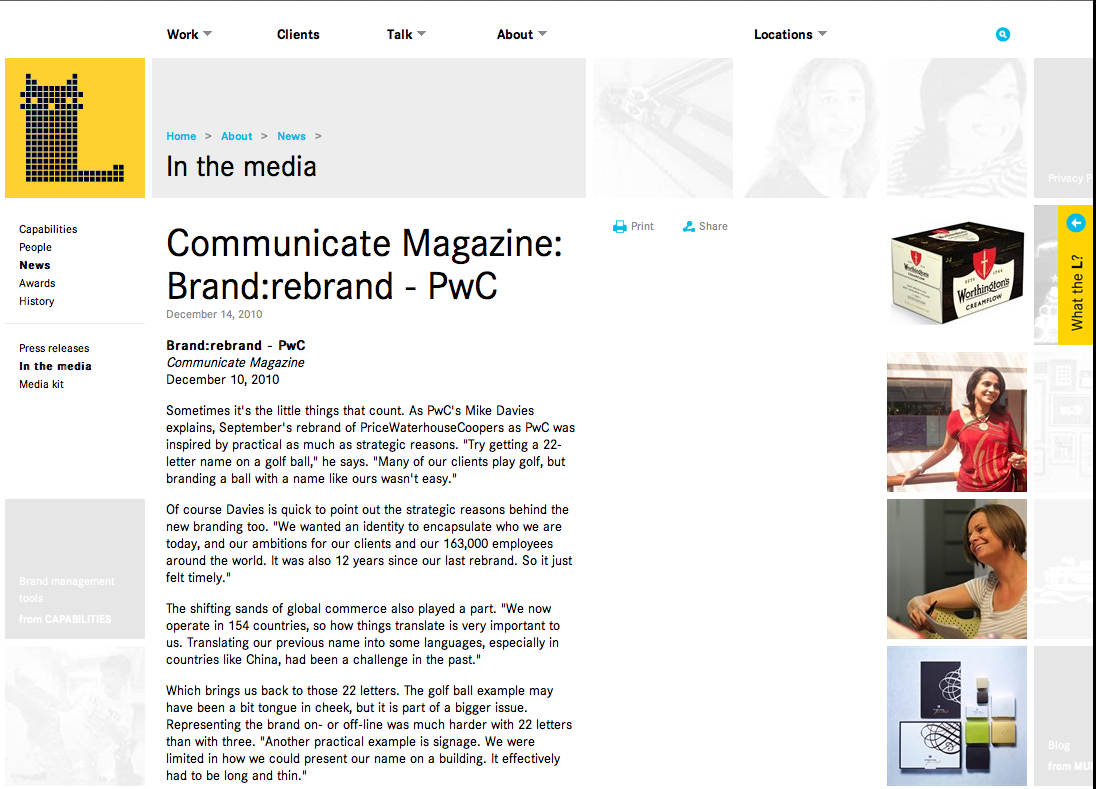 Work
Clients
Talk
About
Locations
Home > About > News >
In the media
Privacy P
Capabilities
People
News
Awards
History
Press releases
In the media
Media kit
Communicate Magazine:
Brand:rebrand - PwC
December 14, 2010
Print
Share
Brand:rebrand - PwC
Communicate Magazine
December 10, 2010
Sometimes it's the little things that count. As PwC's Mike Davies
explains, September's rebrand of PriceWaterhouseCoopers as PwC was
inspired by practical as much as strategic reasons. "Try getting a 22-
letter name on a golf ball," he says. "Many of our clients play golf, but
branding a ball with a name like ours wasn't easy."
Of course Davies is quick to point out the strategic reasons behind the
new branding too. "We wanted an identity to encapsulate who we are
today, and our ambitions for our clients and our 163,000 employees
around the world. It was also 12 years since our last rebrand. So it just
felt timely."
The shifting sands of global commerce also played a part. "We now
operate in 154 countries, so how things translate is very important to
us. Translating our previous name into some languages, especially in
countries like China, had been a challenge in the past."
Which brings us back to those 22 letters. The golf ball example may
have been a bit tongue in cheek, but it is part of a bigger issue.
Representing the brand on- or off-line was much harder with 22 letters
than with three. "Another practical example is signage. We were
limited in how we could present our name on a building. It effectively
had to be long and thin."
Brand management
tools
from CAPABILITIES
Worthington's
CREAMFLOW
Worthington's
CREAMFLOW
What the L?
Blog
from MU